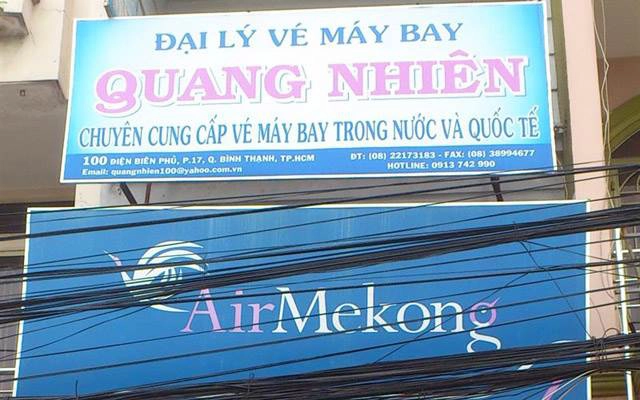 ĐẠI LÝ VÉ MÁY BAY
QUANG NHIÊN
CHUYÊN CUNG CẤP VÉ MÁY BAY TRONG NƯỚC VÀ QUỐC TẾ
100 ĐIỆN BIÊN PHỦ, P.17, Q. BÌNH THẠNH, TP.HCM
Email: quangnhien100@yahoo.com.vn
ĐT: (08) 22173183 - FAX: (08) 38994677
HOTLINE: 0913 742 990
AirMekong